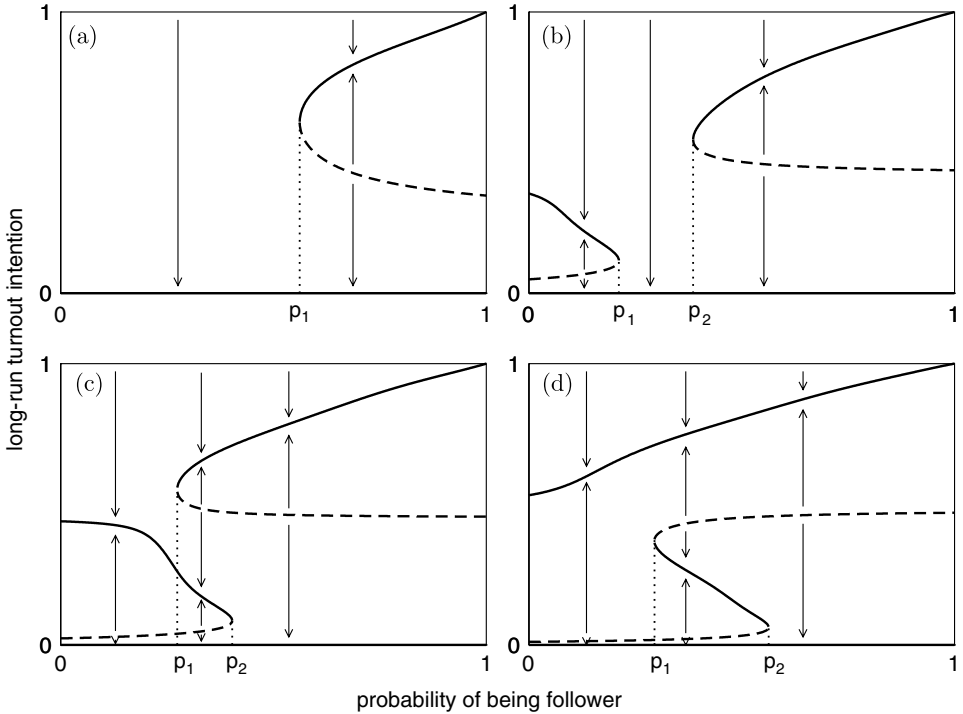 1
(a)
(b)
0
0
p1
1
0
0
p1
p2
1
long-run turnout intention
1
(c)
1
(d)
0
0
p1
p2
1
0
0
p1
p2
1
probability of being follower